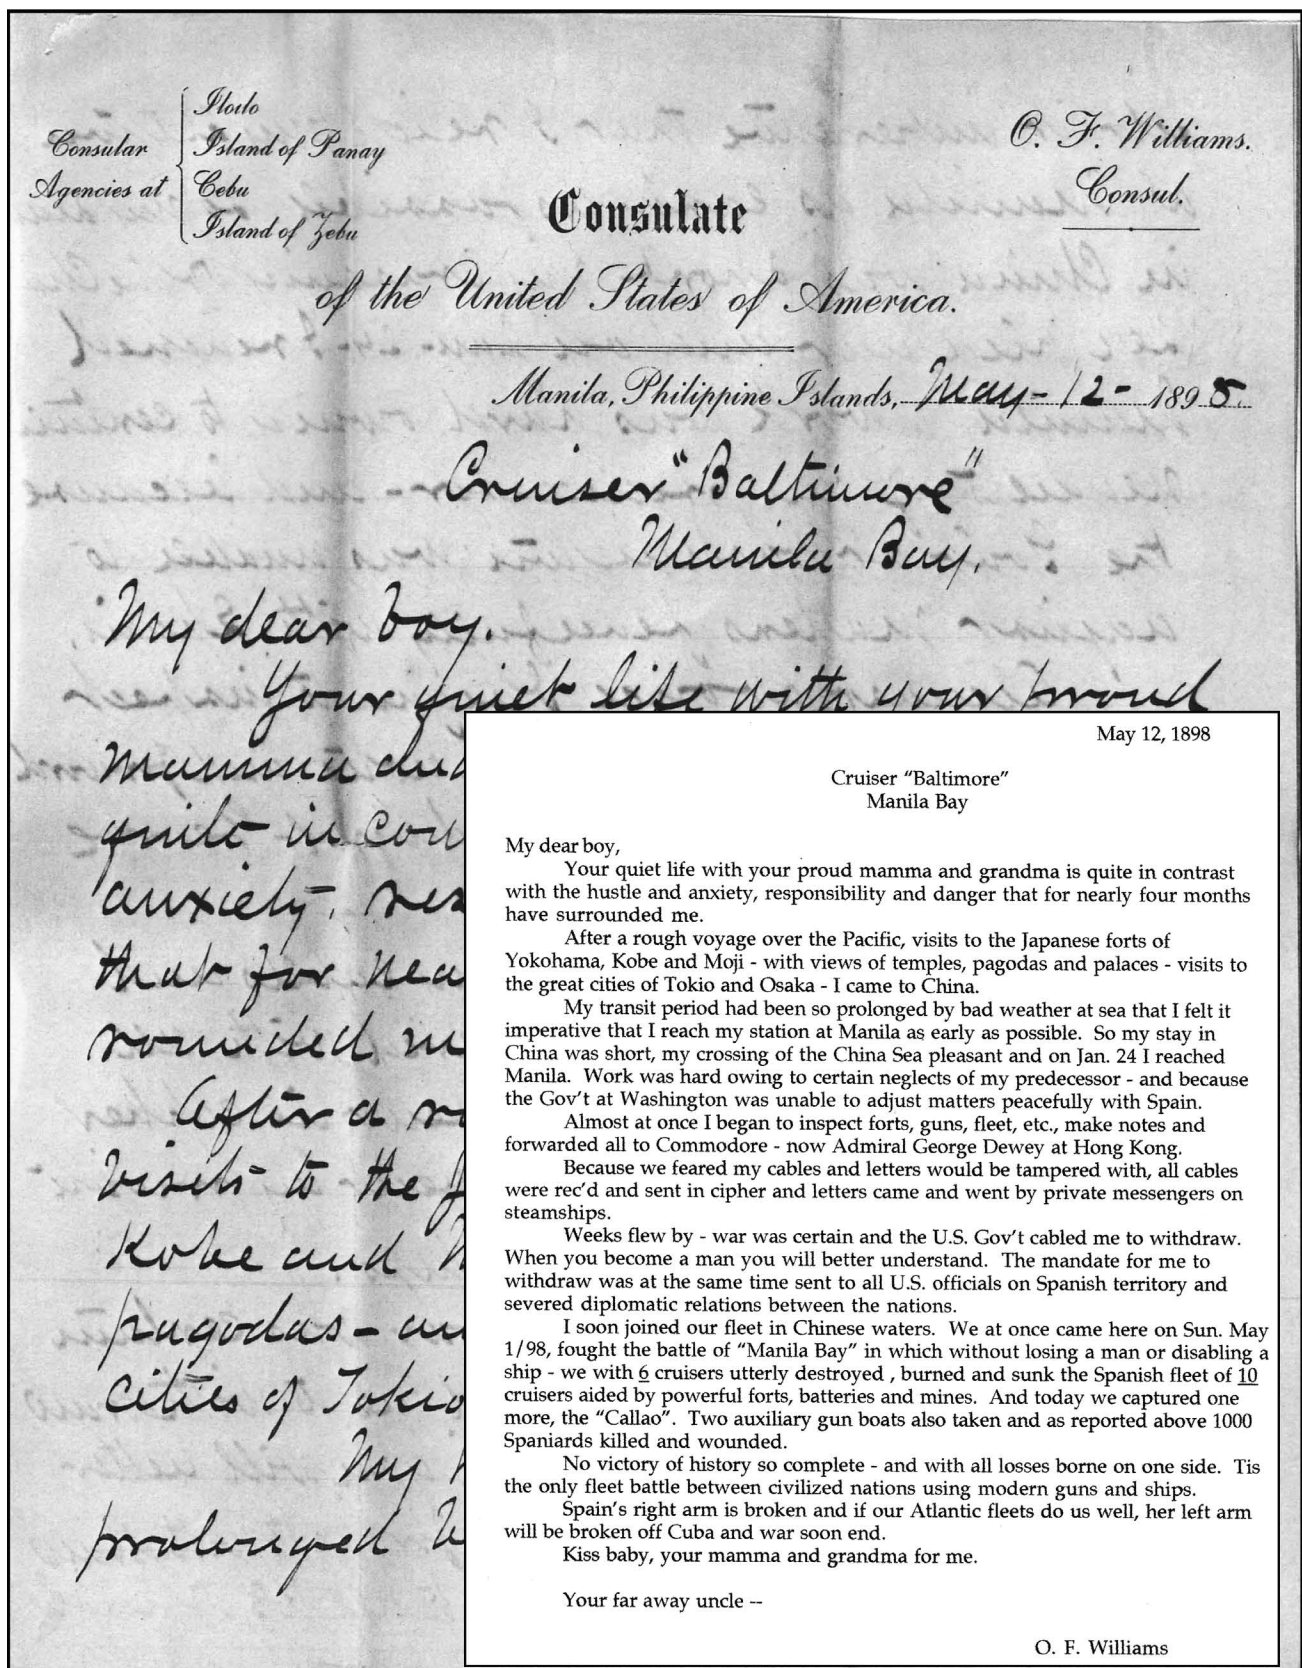 Consular
Agencies at
Iloilo
Island of Panay
Cebu
Island of Zebu
O. F. Williams.
Consul.
Consulate
of the United States of America.
Manila, Philippine Islands, May-12-1898.
Cruiser "Baltimore"
Manila Bay.
My dear boy.
Your quiet life with your proud
mamma and
quite in con
anxiety, res
that for nea
rounded me
After a ro
visits to the f
Kobe and M
pagodas - an
cities of Tokio
My
prolonged b
May 12, 1898
Cruiser "Baltimore"
Manila Bay
My dear boy,
Your quiet life with your proud mamma and grandma is quite in contrast
with the hustle and anxiety, responsibility and danger that for nearly four months
have surrounded me.
After a rough voyage over the Pacific, visits to the Japanese forts of
Yokohama, Kobe and Moji - with views of temples, pagodas and palaces - visits to
the great cities of Tokio and Osaka - I came to China.
My transit period had been so prolonged by bad weather at sea that I felt it
imperative that I reach my station at Manila as early as possible. So my stay in
China was short, my crossing of the China Sea pleasant and on Jan. 24 I reached
Manila. Work was hard owing to certain neglects of my predecessor - and because
the Gov't at Washington was unable to adjust matters peacefully with Spain.
Almost at once I began to inspect forts, guns, fleet, etc., make notes and
forwarded all to Commodore - now Admiral George Dewey at Hong Kong.
Because we feared my cables and letters would be tampered with, all cables
were rec'd and sent in cipher and letters came and went by private messengers on
steamships.
Weeks flew by - war was certain and the U.S. Gov't cabled me to withdraw.
When you become a man you will better understand. The mandate for me to
withdraw was at the same time sent to all U.S. officials on Spanish territory and
severed diplomatic relations between the nations.
I soon joined our fleet in Chinese waters. We at once came here on Sun. May
1/98, fought the battle of "Manila Bay" in which without losing a man or disabling a
ship - we with 6 cruisers utterly destroyed , burned and sunk the Spanish fleet of 10
cruisers aided by powerful forts, batteries and mines. And today we captured one
more, the "Callao". Two auxiliary gun boats also taken and as reported above 1000
Spaniards killed and wounded.
No victory of history so complete - and with all losses borne on one side. Tis
the only fleet battle between civilized nations using modern guns and ships.
Spain's right arm is broken and if our Atlantic fleets do us well, her left arm
will be broken off Cuba and war soon end.
Kiss baby, your mamma and grandma for me.
Your far away uncle --
O. F. Williams